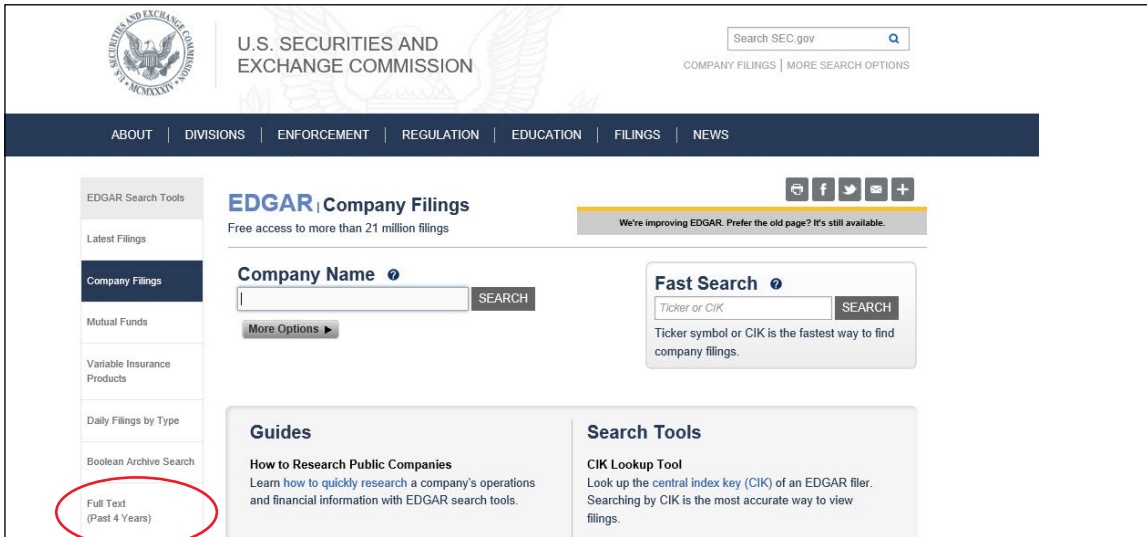 U.S. SECURITIES AND
EXCHANGE COMMISSION
SECURITIES AND EXCHANGE COMMISSION
U.S.
MCMXXXIV
Search SEC.gov
COMPANY FILINGS | MORE SEARCH OPTIONS
ABOUT | DIVISIONS | ENFORCEMENT | REGULATION | EDUCATION | FILINGS | NEWS
EDGAR Search Tools
Latest Filings
Company Filings
Mutual Funds
Variable Insurance
Products
Daily Filings by Type
Boolean Archive Search
Full Text
(Past 4 Years)
EDGAR | Company Filings
Free access to more than 21 million filings
We're improving EDGAR. Prefer the old page? It's still available.
Company Name ?
SEARCH
More Options
Fast Search ?
Ticker or CIK
SEARCH
Ticker symbol or CIK is the fastest way to find
company filings.
Guides
How to Research Public Companies
Learn how to quickly research a company's operations
and financial information with EDGAR search tools.
Search Tools
CIK Lookup Tool
Look up the central index key (CIK) of an EDGAR filer.
Searching by CIK is the most accurate way to view
filings.